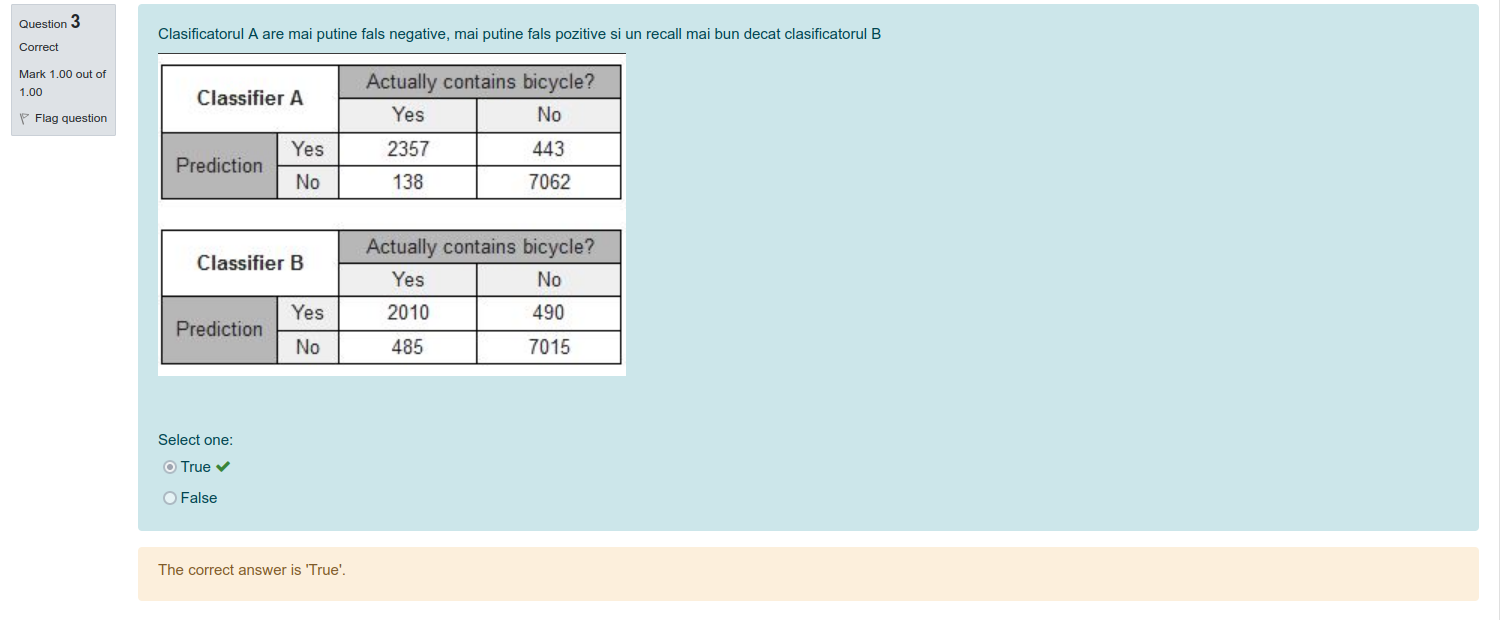 Question 3
Correct
Mark 1.00 out of
1.00
Flag question
Clasificatorul A are mai putine fals negative, mai putine fals pozitive si un recall mai bun decat clasificatorul B
Classifier A
Actually contains bicycle?
Yes No
Prediction
Yes 2357 443
No 138 7062
Classifier B
Actually contains bicycle?
Yes No
Prediction
Yes 2010 490
No 485 7015
Select one:
True
False
The correct answer is 'True'.